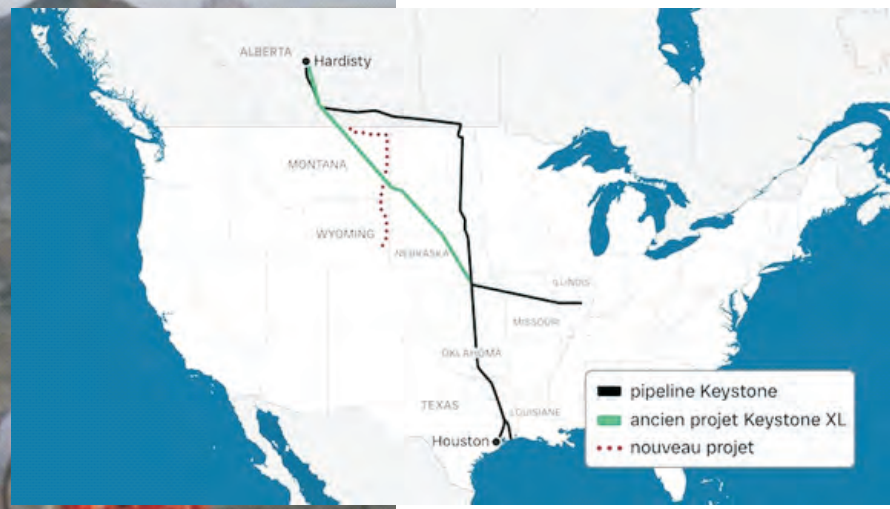 ALBERTA
Hardisty
MONTANA
WYOMING
NEBRASKA
ILLINOIS
MISSOURI
OKLAHOMA
TEXAS
LOUISIANE
Houston
pipeline Keystone
ancien projet Keystone XL
nouveau projet